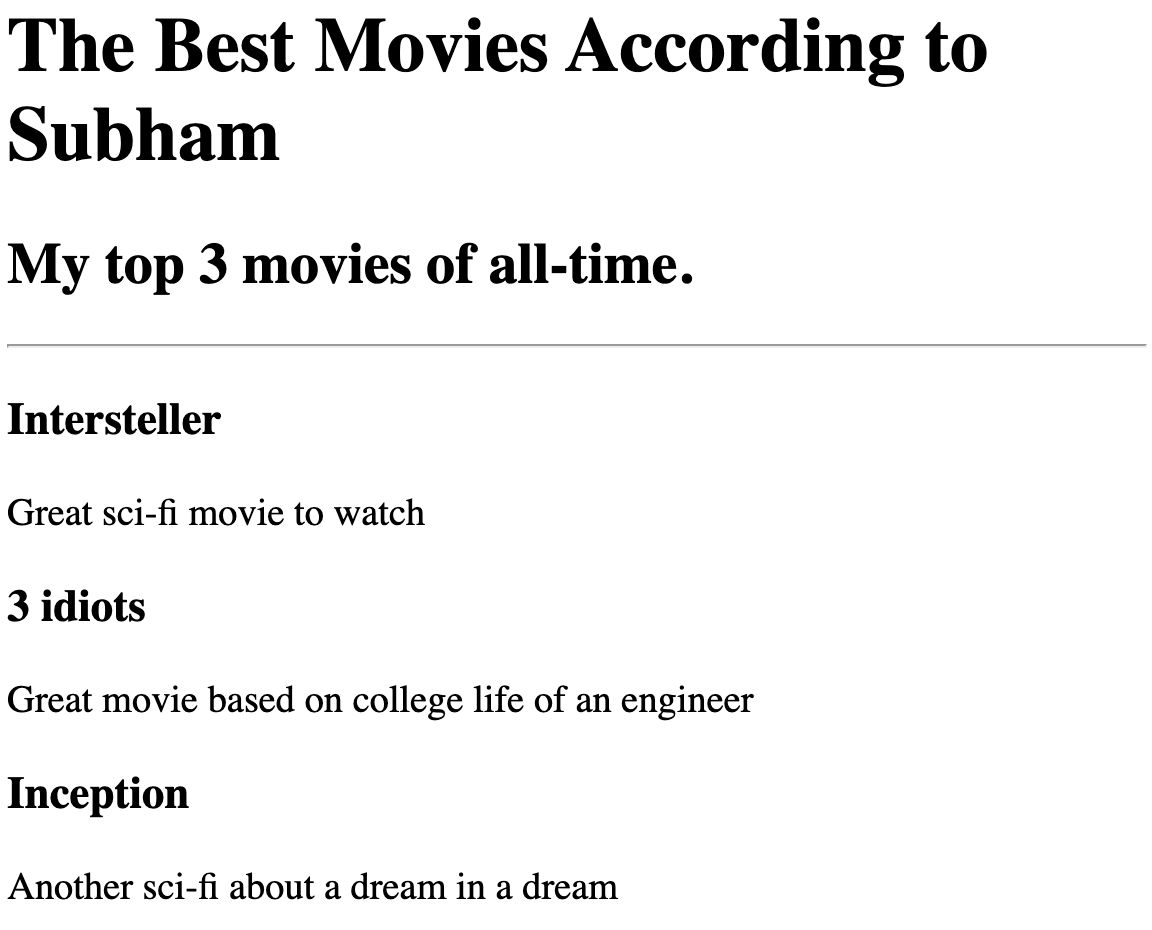 The Best Movies According to
Subham
My top 3 movies of all-time.
Intersteller
Great sci-fi movie to watch
3 idiots
Great movie based on college life of an engineer
Inception
Another sci-fi about a dream in a dream